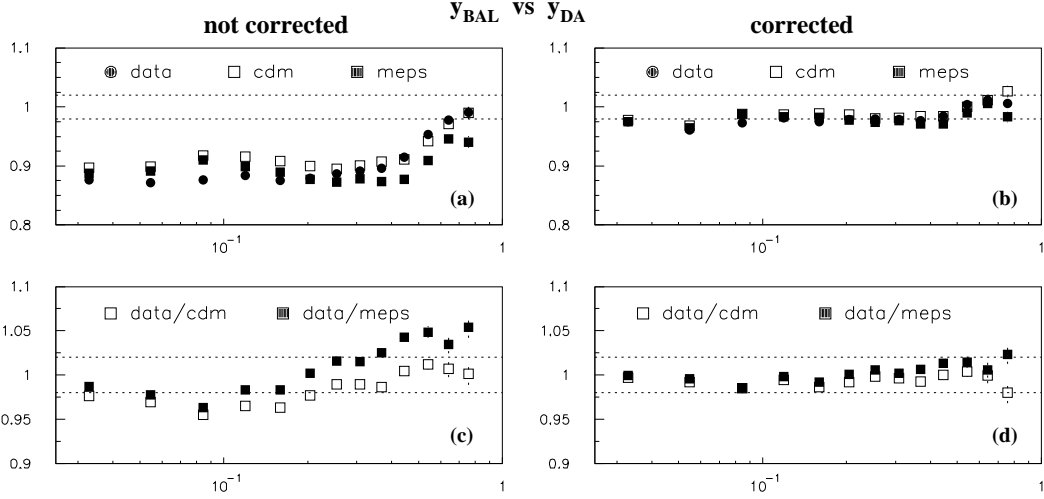 y_BAL vs y_DA
not corrected corrected
1.1
data cdm meps
1
0.9
(a)
0.8
10^-1 1
1.1
data cdm meps
1
0.9
(b)
0.8
10^-1 1
1.1
data/cdm data/meps
1.05
1
0.95
(c)
0.9
10^-1 1
1.1
data/cdm data/meps
1.05
1
0.95
(d)
0.9
10^-1 1